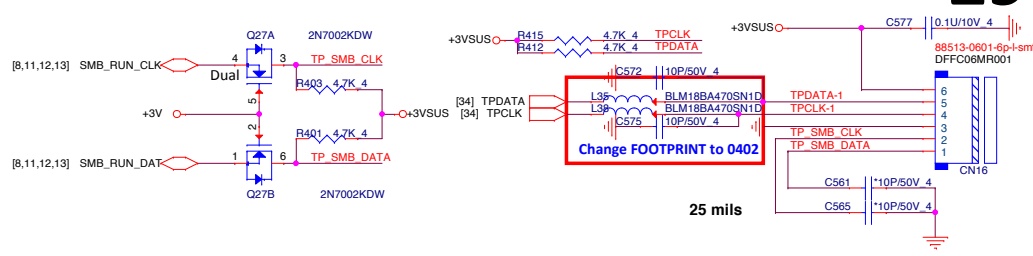 Q27A
2N7002KDW
[8,11,12,13] SMB_RUN_CLK
4
3
TP_SMB_CLK
Dual
R403 4.7K_4
5
+3V
+3VSUS
2
R401 4.7K_4
[8,11,12,13] SMB_RUN_DAT
1
6
TP_SMB_DATA
Q27B
2N7002KDW
+3VSUS
R415 4.7K_4 TPCLK
R412 4.7K_4 TPDATA
C572 10P/50V_4
[34] TPDATA
L35 BLM18BA470SN1D
TPDATA-1
[34] TPCLK
L38 BLM18BA470SN1D
TPCLK-1
C575 10P/50V_4
Change FOOTPRINT to 0402
TP_SMB_CLK
TP_SMB_DATA
+3VSUS
C577 0.1U/10V_4
88513-0601-6p-l-smt
DFFC06MR001
6
5
4
3
2
1
CN16
C561 *10P/50V_4
C565 *10P/50V_4
25 mils